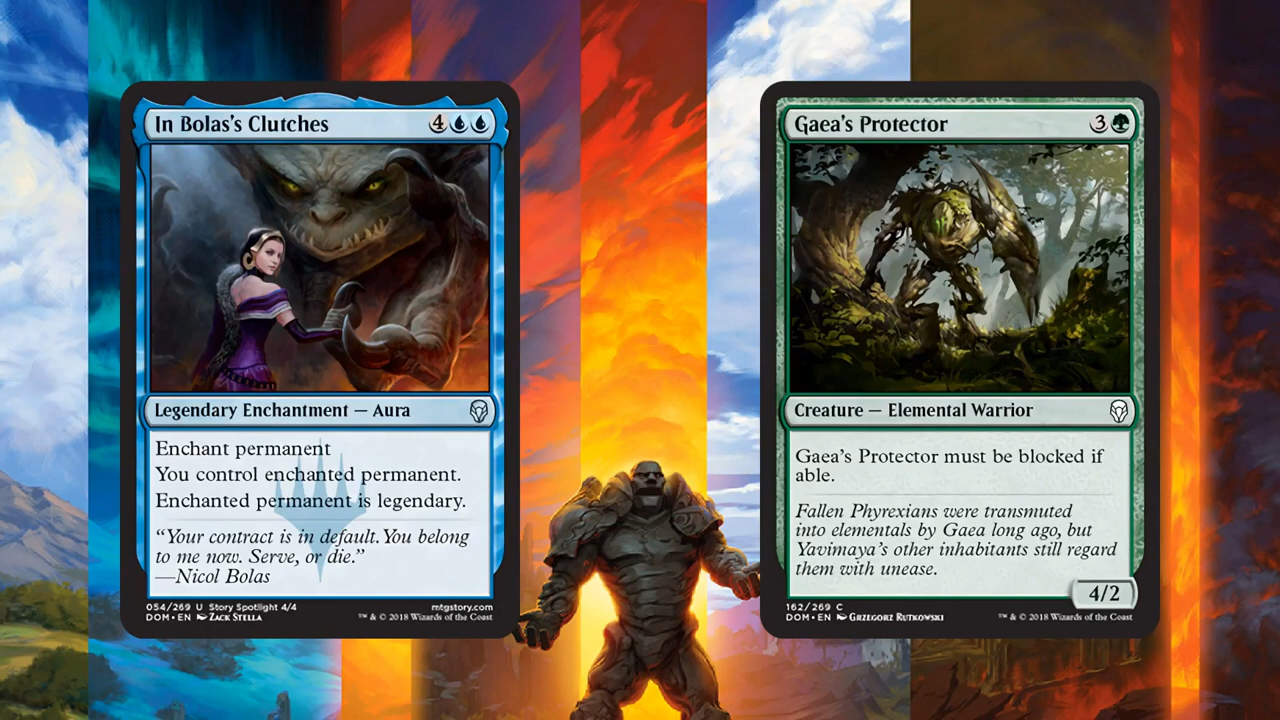 In Bolas's Clutches 4
Legendary Enchantment — Aura
Enchant permanent
You control enchanted permanent.
Enchanted permanent is legendary.
“Your contract is in default. You belong
to me now. Serve, or die.”
—Nicol Bolas
054/269 U Story Spotlight 4/4 mtgstory.com
DOM • EN Zack Stella ™ & © 2018 Wizards of the Coast
Gaea's Protector 3
Creature — Elemental Warrior
Gaea's Protector must be blocked if
able.
Fallen Phyrexians were transmuted
into elementals by Gaea long ago, but
Yavimaya's other inhabitants still regard
them with unease.
4/2
162/269 C
DOM • EN Grzegorz Rutkowski ™ & © 2018 Wizards of the Coast